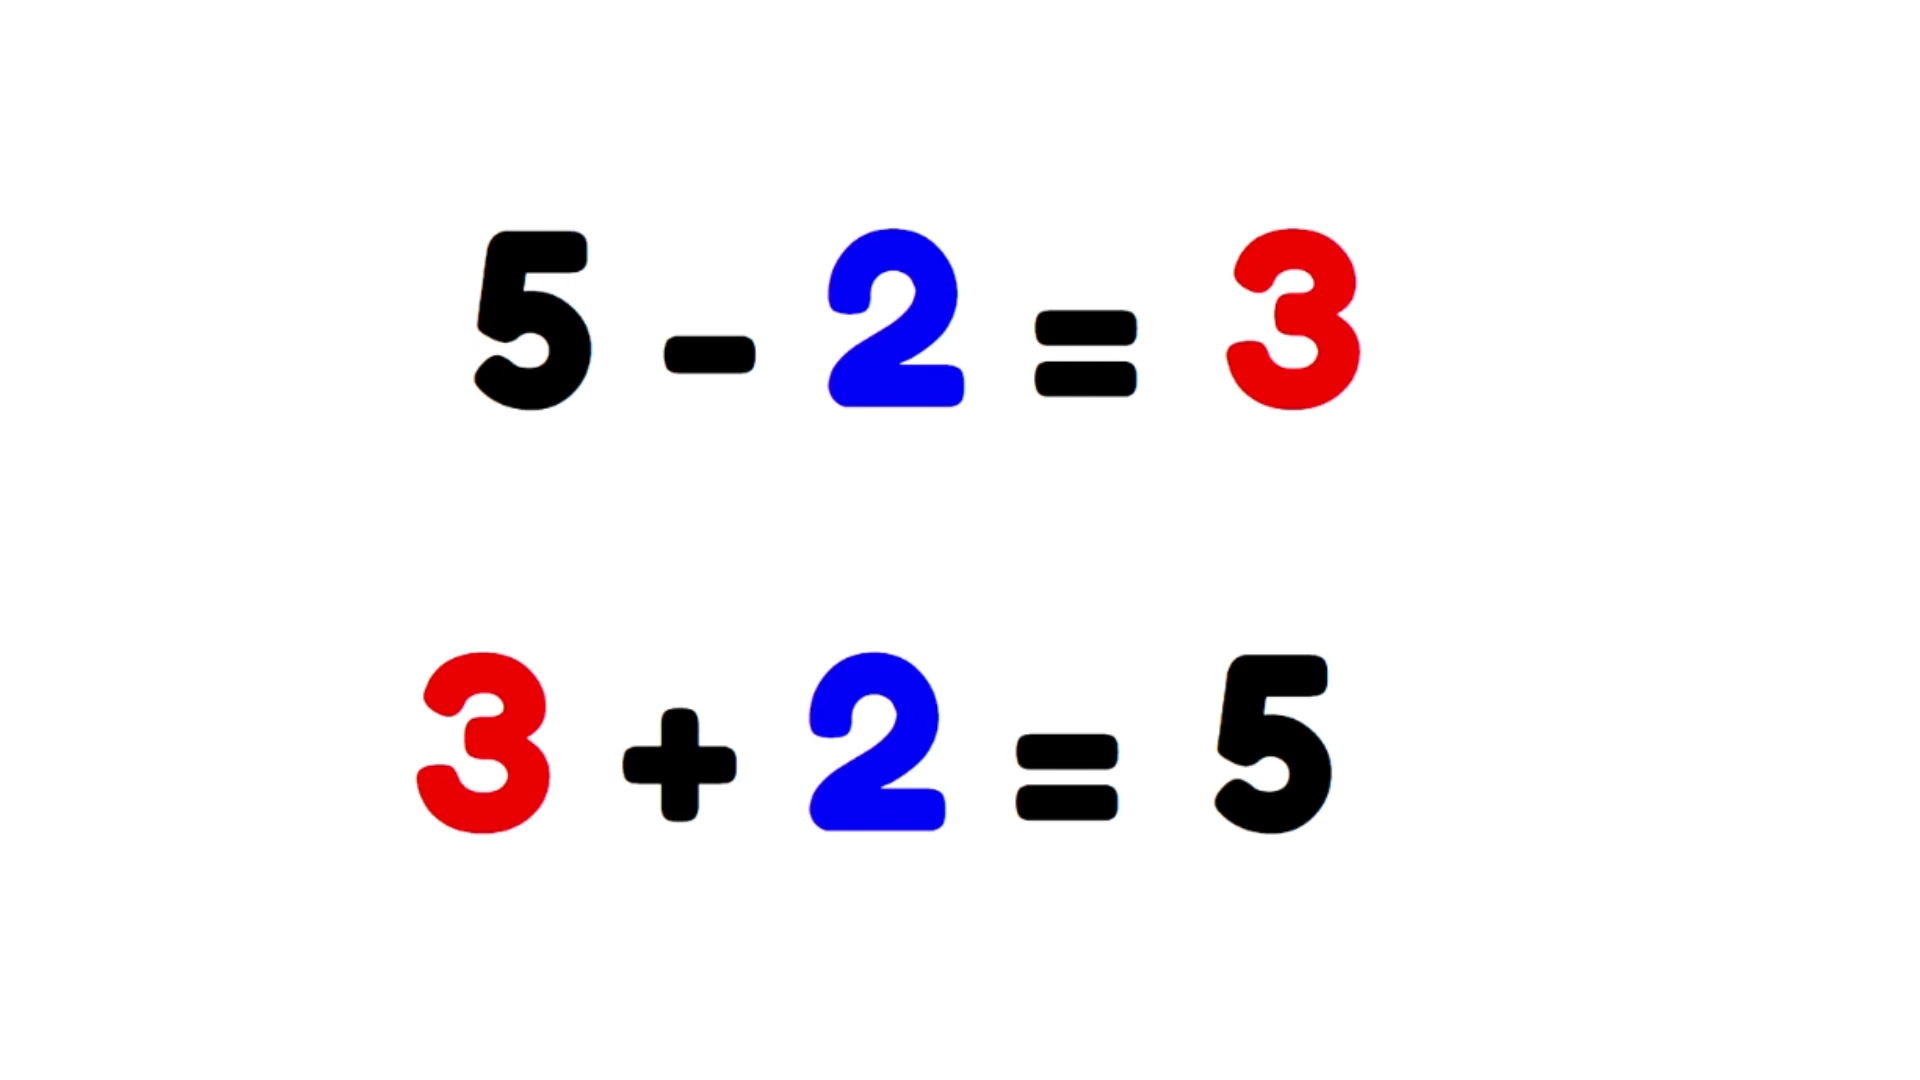 5 - 2 = 3
3 + 2 = 5